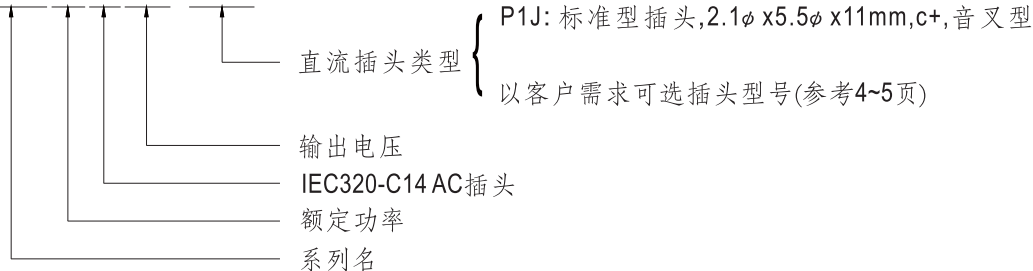 P1J: 标准型插头,2.1φ x5.5φ x11mm,c+,音叉型
直流插头类型
以客户需求可选插头型号(参考4~5页)
输出电压
IEC320-C14 AC插头
额定功率
系列名